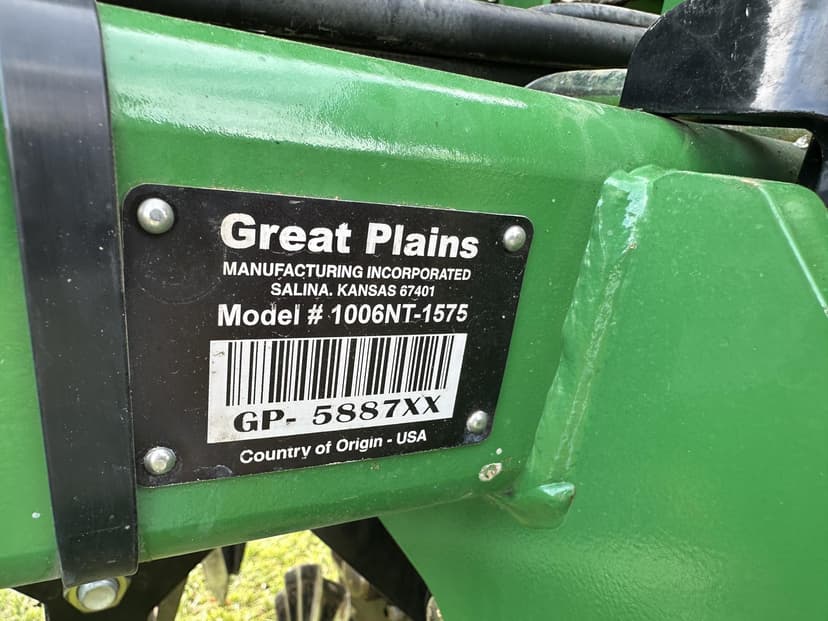 Great Plains
MANUFACTURING INCORPORATED
SALINA. KANSAS 67401
Model # 1006NT-1575
GP- 5887XX
Country of Origin - USA